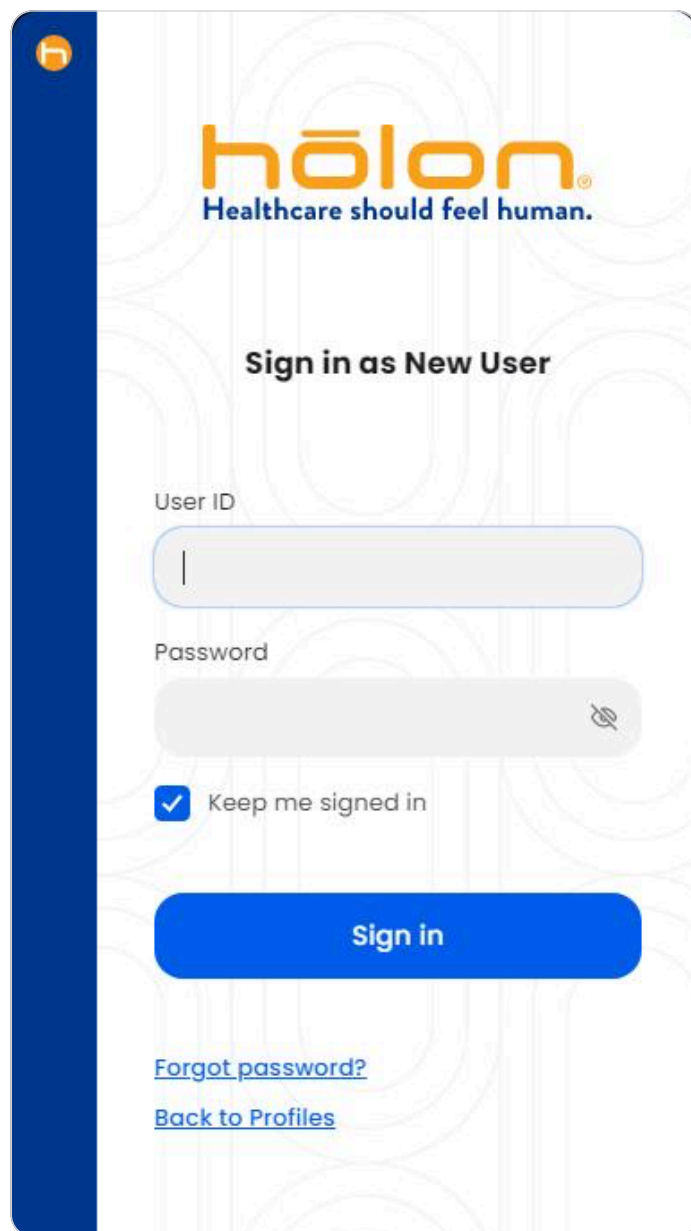 hōlon®
Healthcare should feel human.
Sign in as New User
User ID
Password
Keep me signed in
Sign in
Forgot password?
Back to Profiles